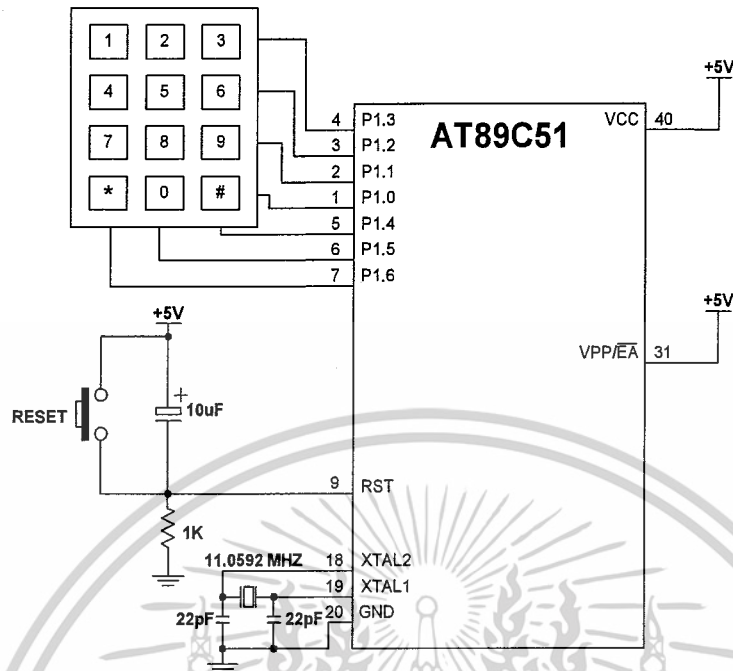 1 2 3
4 5 6
7 8 9
* 0 #
AT89C51
4 P1.3
3 P1.2
2 P1.1
1 P1.0
5 P1.4
6 P1.5
7 P1.6
VCC 40
+5V
VPP/EA 31
+5V
+5V
RESET
10uF
+
1K
9 RST
11.0592 MHZ
18 XTAL2
19 XTAL1
20 GND
22pF
22pF